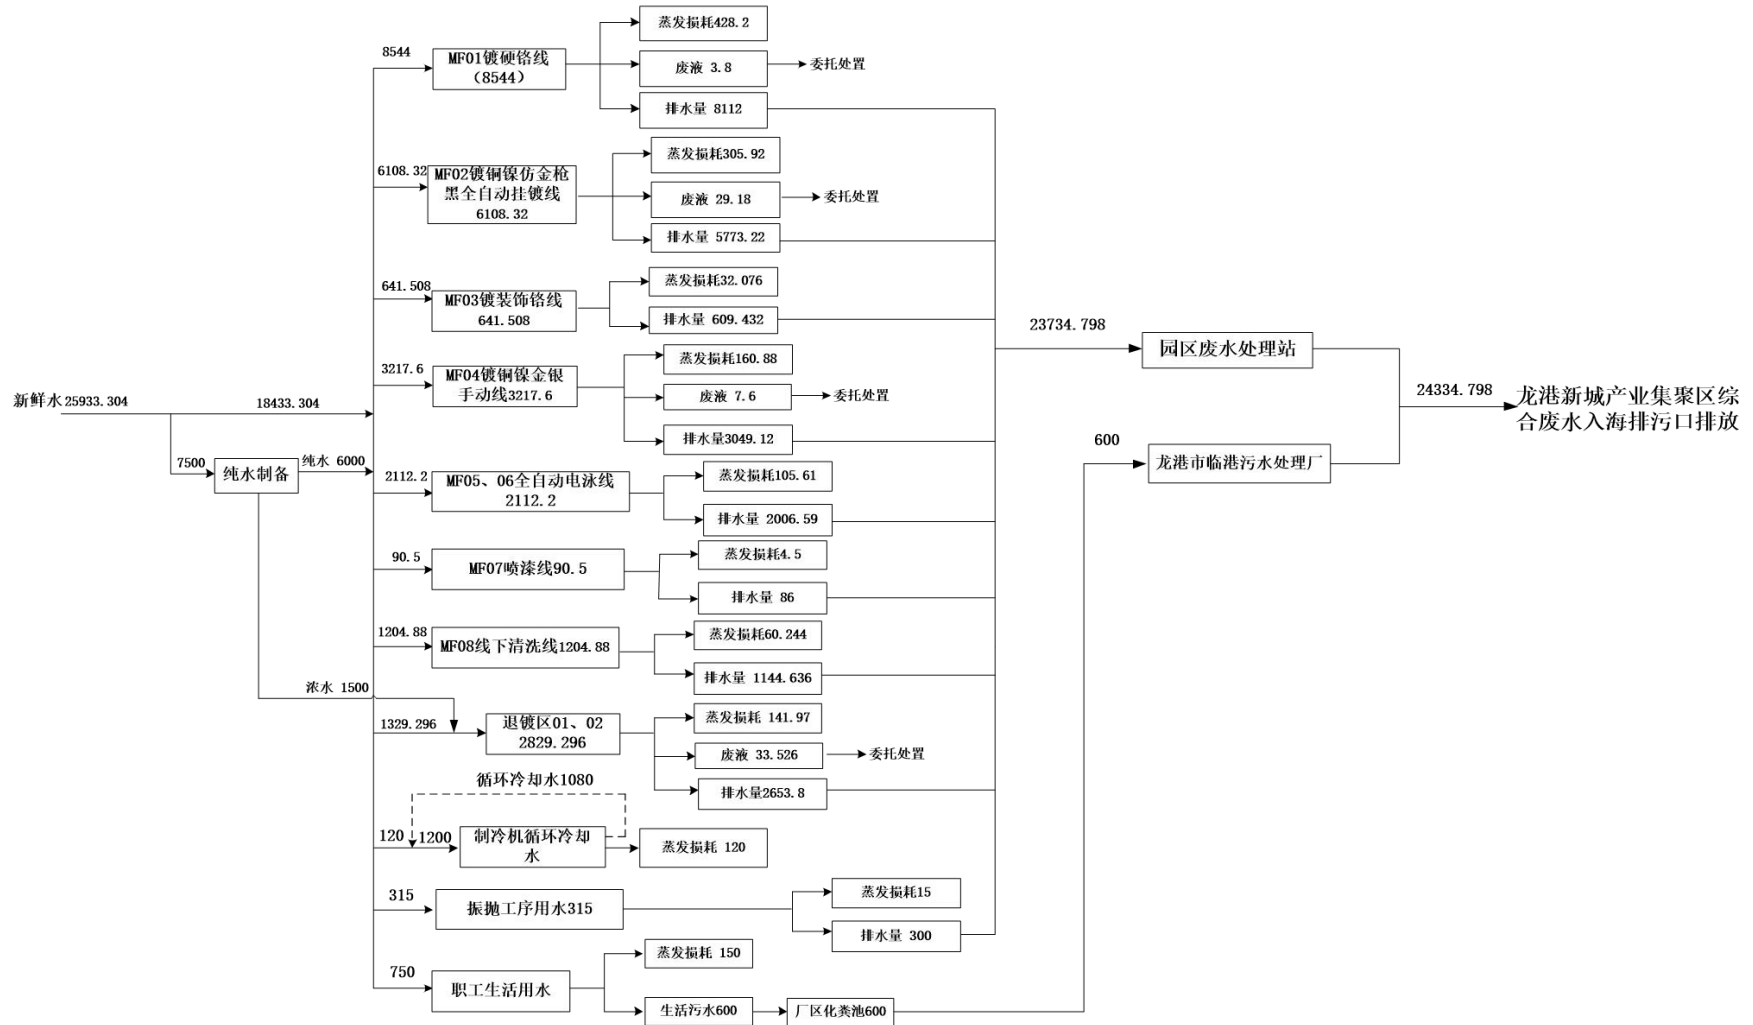 蒸发损耗428.2
8544
MF01镀硬铬线
（8544）
废液 3.8
委托处置
排水量 8112
蒸发损耗305.92
6108.32
MF02镀铜镍仿金枪
黑全自动挂镀线
6108.32
废液 29.18
委托处置
排水量 5773.22
蒸发损耗32.076
641.508
MF03镀装饰铬线
641.508
排水量 609.432
蒸发损耗160.88
3217.6
MF04镀铜镍金银
手动线3217.6
废液 7.6
委托处置
排水量3049.12
新鲜水25933.304
18433.304
7500
纯水制备
纯水 6000
2112.2
MF05、06全自动电泳线
2112.2
蒸发损耗105.61
排水量 2006.59
90.5
MF07喷漆线90.5
蒸发损耗4.5
排水量 86
1204.88
MF08线下清洗线1204.88
蒸发损耗60.244
排水量 1144.636
浓水 1500
1329.296
退镀区01、02
2829.296
蒸发损耗 141.97
废液 33.526
委托处置
排水量2653.8
循环冷却水1080
120
1200
制冷机循环冷却
水
蒸发损耗 120
315
振抛工序用水315
蒸发损耗15
排水量 300
750
职工生活用水
蒸发损耗 150
生活污水600
厂区化粪池600
23734.798
园区废水处理站
600
龙港市临港污水处理厂
24334.798
龙港新城产业集聚区综
合废水入海排污口排放